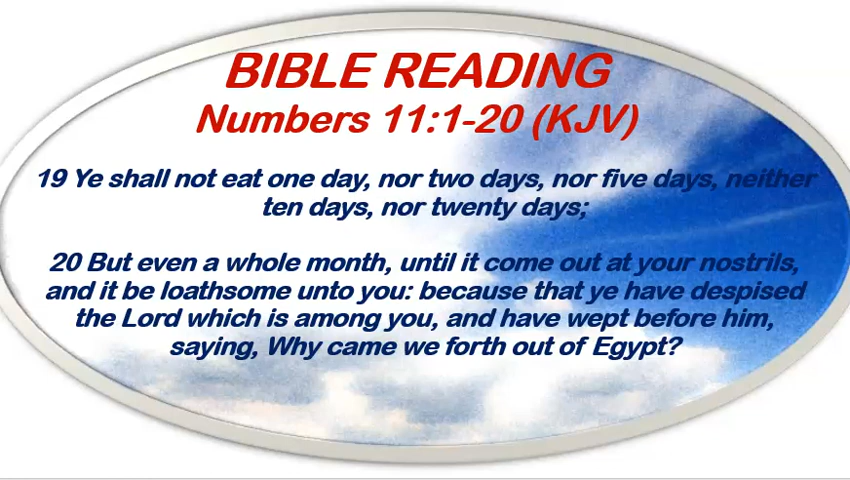 BIBLE READING
Numbers 11:1-20 (KJV)
19 Ye shall not eat one day, nor two days, nor five days, neither
ten days, nor twenty days;
20 But even a whole month, until it come out at your nostrils,
and it be loathsome unto you: because that ye have despised
the Lord which is among you, and have wept before him,
saying, Why came we forth out of Egypt?